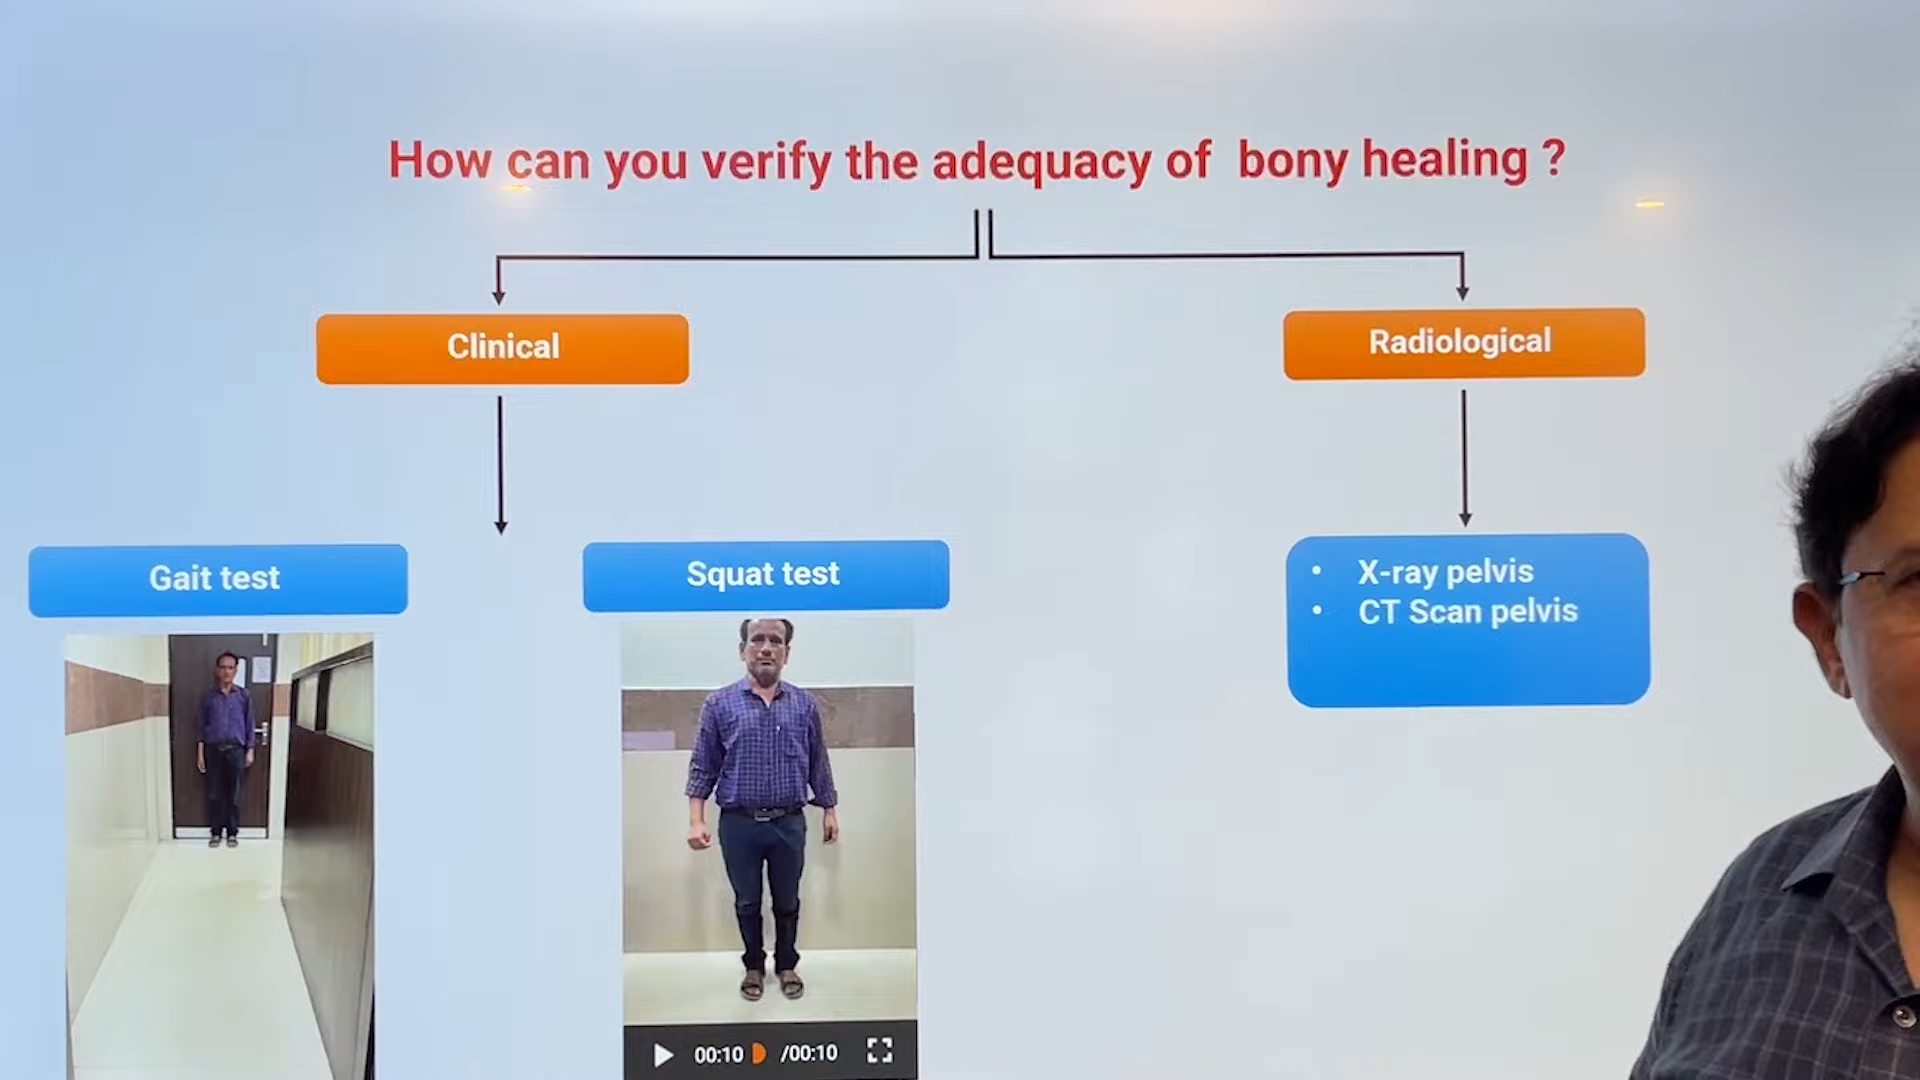 How can you verify the adequacy of bony healing ?
Clinical
Radiological
Gait test
Squat test
• X-ray pelvis
• CT Scan pelvis
00:10 /00:10